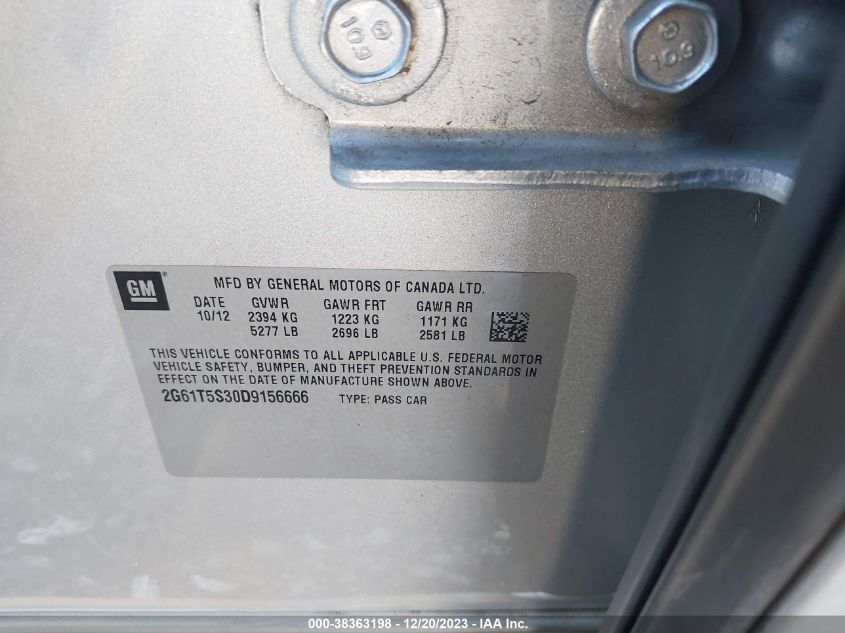 10.9
10.9
GM
MFD BY GENERAL MOTORS OF CANADA LTD.
DATE GVWR GAWR FRT GAWR RR
10/12 2394 KG 1223 KG 1171 KG
5277 LB 2696 LB 2581 LB
THIS VEHICLE CONFORMS TO ALL APPLICABLE U.S. FEDERAL MOTOR
VEHICLE SAFETY, BUMPER, AND THEFT PREVENTION STANDARDS IN
EFFECT ON THE DATE OF MANUFACTURE SHOWN ABOVE.
2G61T5S30D9156666 TYPE: PASS CAR
000-38363198 - 12/20/2023 - IAA Inc.